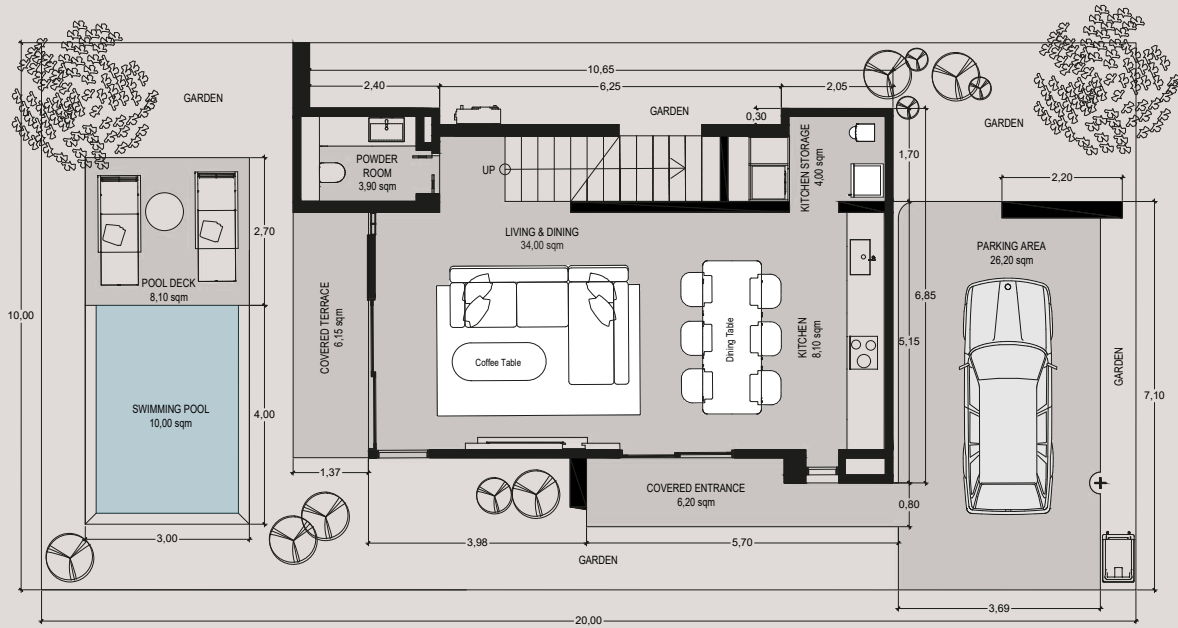 GARDEN
10,65
2,40
6,25
2,05
GARDEN
0,30
GARDEN
1,70
2,20
POWDER
ROOM
3,90 sqm
UP
KITCHEN STORAGE
4,00 sqm
LIVING & DINING
34,00 sqm
PARKING AREA
26,20 sqm
2,70
POOL DECK
8,10 sqm
10,00
COVERED TERRACE
6,15 sqm
Coffee Table
Dining Table
KITCHEN
8,10 sqm
6,85
5,15
GARDEN
7,10
SWIMMING POOL
10,00 sqm
4,00
1,37
COVERED ENTRANCE
6,20 sqm
0,80
3,00
3,98
5,70
GARDEN
3,69
20,00